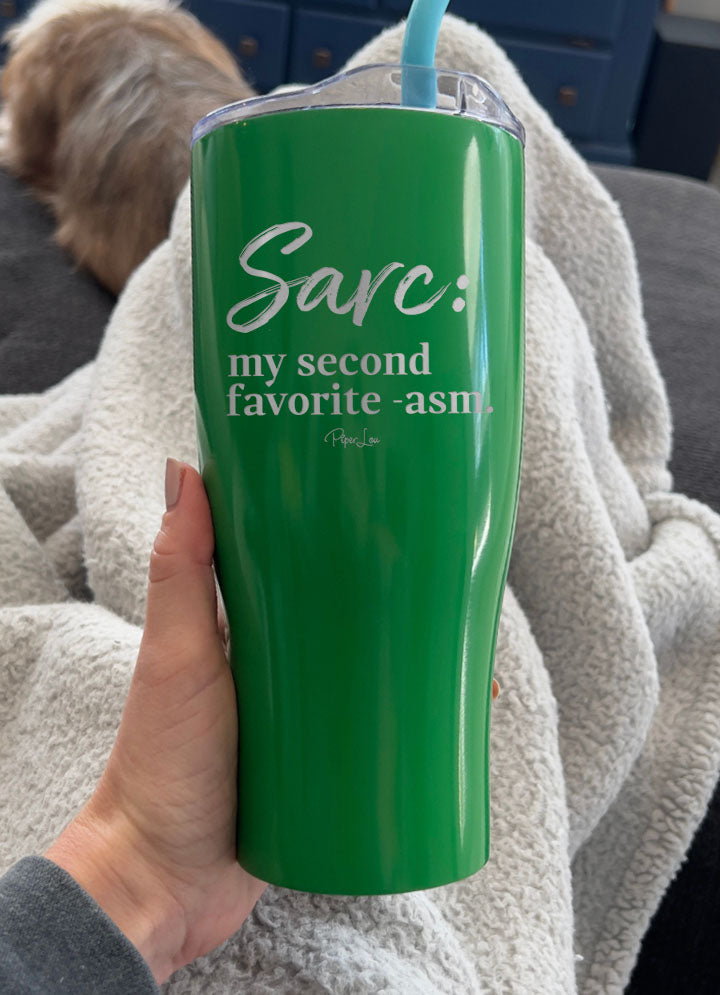 Sarc:
my second
favorite -asm.
Piper Lou